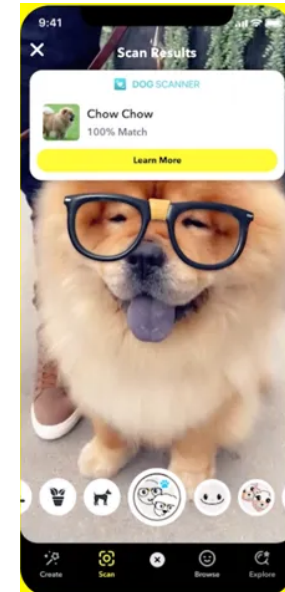 9:41
Scan Results
DOG SCANNER
Chow Chow
100% Match
Learn More
Create
Scan
Browse
Explore